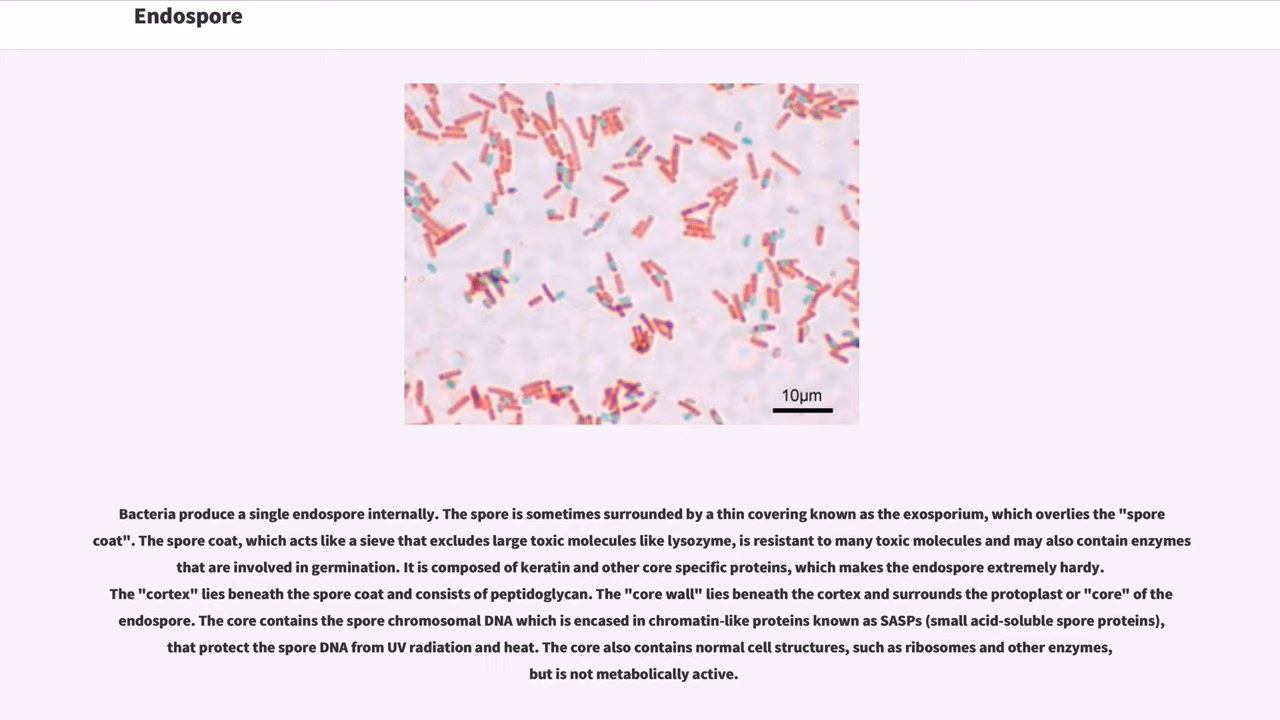 Endospore
10µm
Bacteria produce a single endospore internally. The spore is sometimes surrounded by a thin covering known as the exosporium, which overlies the "spore
coat". The spore coat, which acts like a sieve that excludes large toxic molecules like lysozyme, is resistant to many toxic molecules and may also contain enzymes
that are involved in germination. It is composed of keratin and other core specific proteins, which makes the endospore extremely hardy.
The "cortex" lies beneath the spore coat and consists of peptidoglycan. The "core wall" lies beneath the cortex and surrounds the protoplast or "core" of the
endospore. The core contains the spore chromosomal DNA which is encased in chromatin-like proteins known as SASPs (small acid-soluble spore proteins),
that protect the spore DNA from UV radiation and heat. The core also contains normal cell structures, such as ribosomes and other enzymes,
but is not metabolically active.